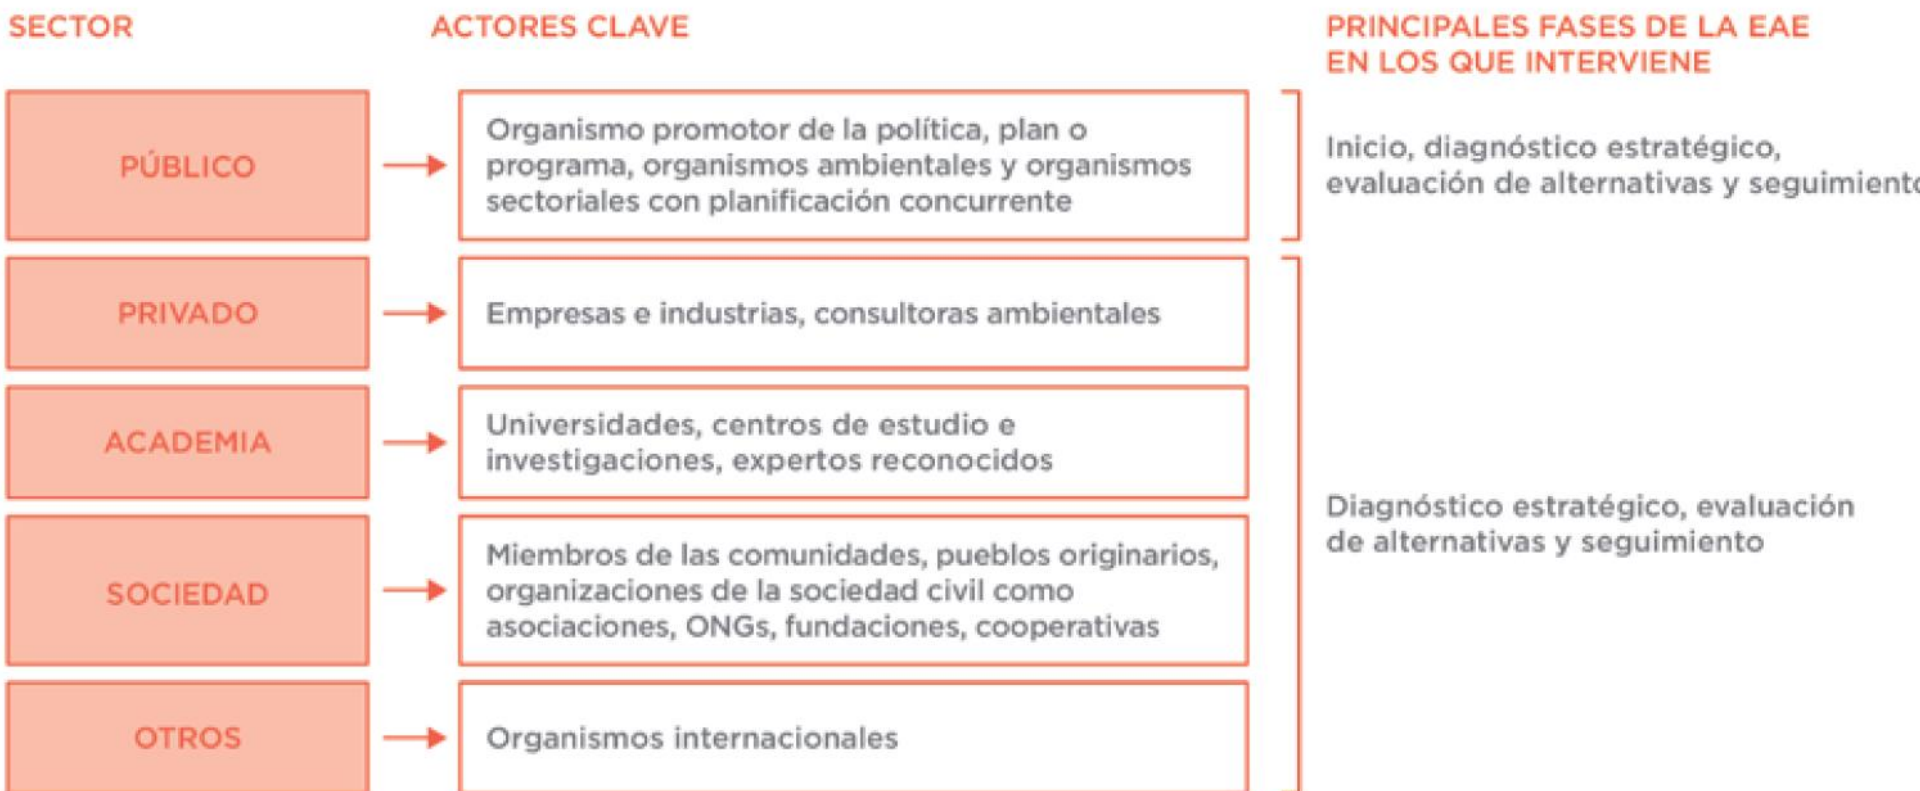 SECTOR
ACTORES CLAVE
PRINCIPALES FASES DE LA EAE
EN LOS QUE INTERVIENE
PÚBLICO
Organismo promotor de la política, plan o
programa, organismos ambientales y organismos
sectoriales con planificación concurrente
Inicio, diagnóstico estratégico,
evaluación de alternativas y seguimiento
PRIVADO
Empresas e industrias, consultoras ambientales
ACADEMIA
Universidades, centros de estudio e
investigaciones, expertos reconocidos
SOCIEDAD
Miembros de las comunidades, pueblos originarios,
organizaciones de la sociedad civil como
asociaciones, ONGs, fundaciones, cooperativas
OTROS
Organismos internacionales
Diagnóstico estratégico, evaluación
de alternativas y seguimiento